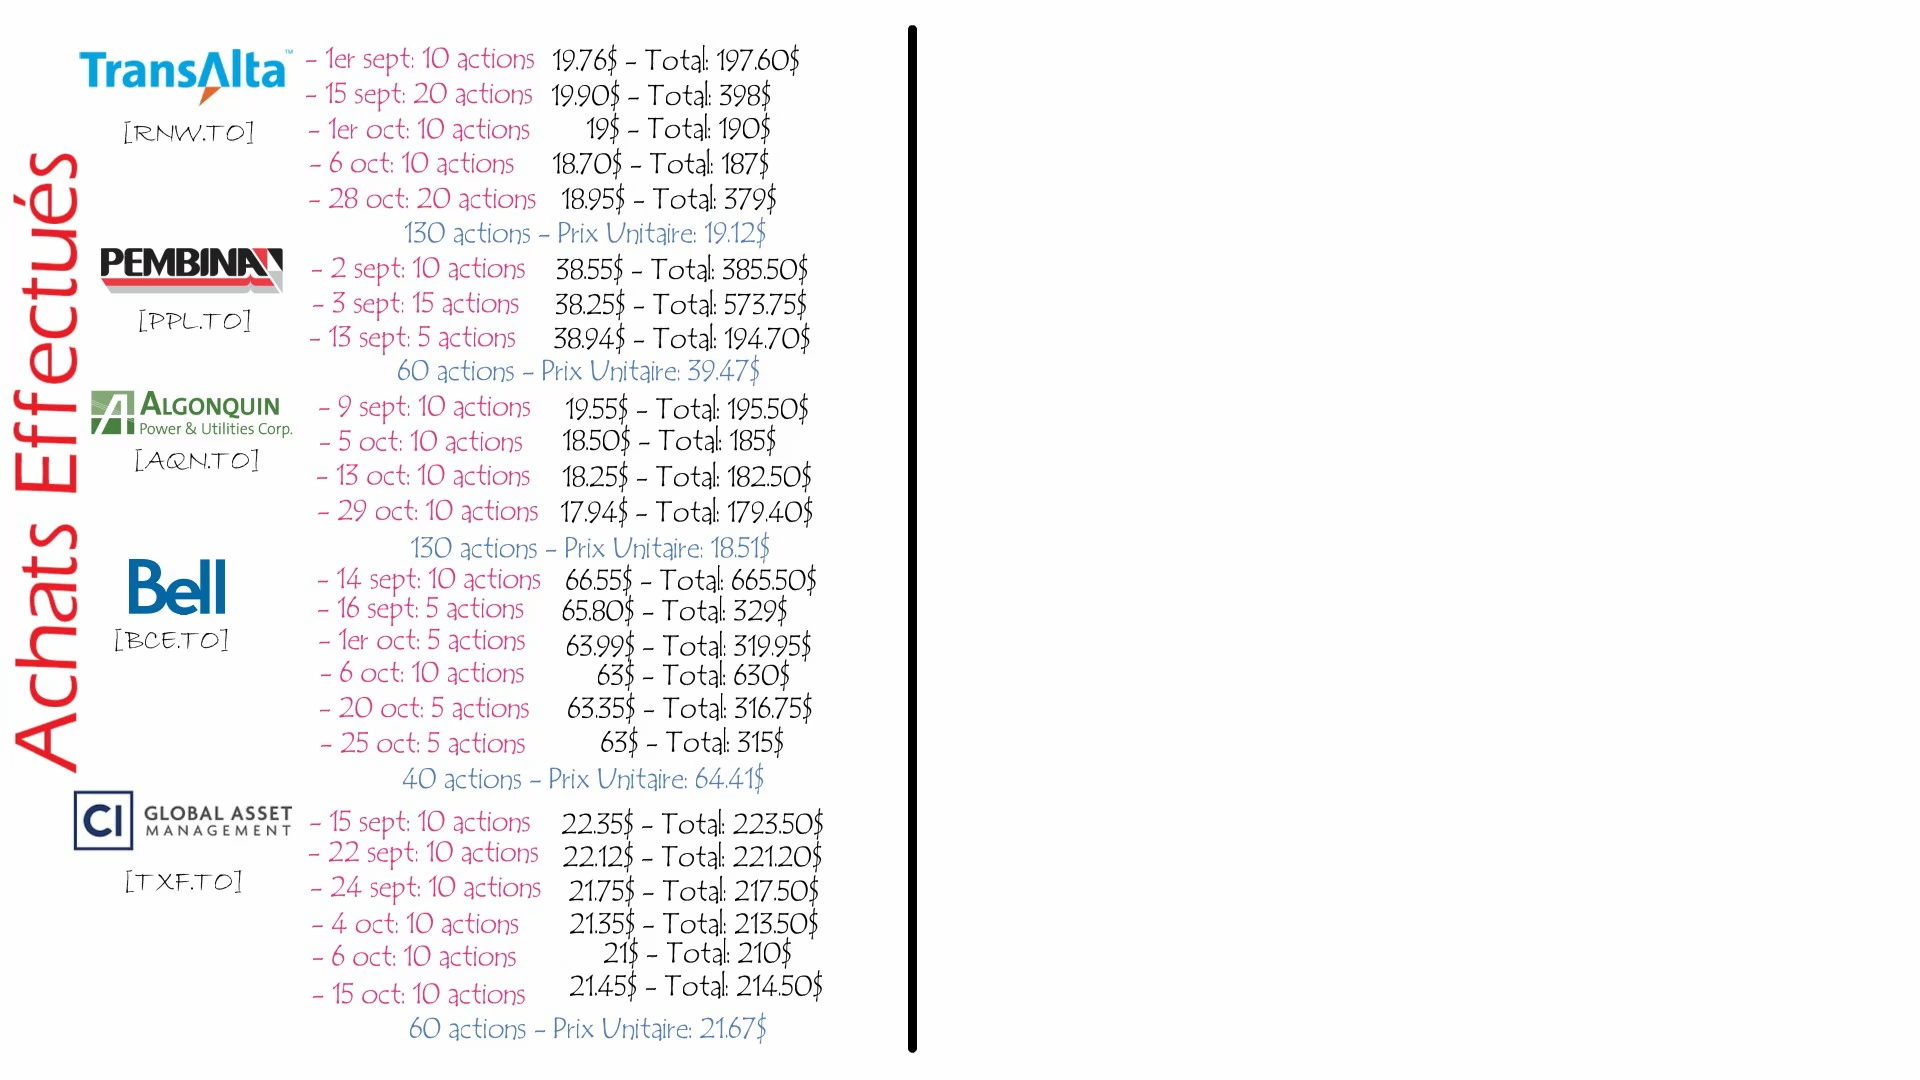 Achats Effectués
TransAlta™
[RNW.TO]
- 1er sept: 10 actions 19.76$ - Total: 197.60$
- 15 sept: 20 actions 19.90$ - Total: 398$
- 1er oct: 10 actions 19$ - Total: 190$
- 6 oct: 10 actions 18.70$ - Total: 187$
- 28 oct: 20 actions 18.95$ - Total: 379$
130 actions - Prix Unitaire: 19.12$
PEMBINA
[PPL.TO]
- 2 sept: 10 actions 38.55$ - Total: 385.50$
- 3 sept: 15 actions 38.25$ - Total: 573.75$
- 13 sept: 5 actions 38.94$ - Total: 194.70$
60 actions - Prix Unitaire: 39.47$
ALGONQUIN
Power & Utilities Corp.
[AQN.TO]
- 9 sept: 10 actions 19.55$ - Total: 195.50$
- 5 oct: 10 actions 18.50$ - Total: 185$
- 13 oct: 10 actions 18.25$ - Total: 182.50$
- 29 oct: 10 actions 17.94$ - Total: 179.40$
130 actions - Prix Unitaire: 18.51$
Bell
[BCE.TO]
- 14 sept: 10 actions 66.55$ - Total: 665.50$
- 16 sept: 5 actions 65.80$ - Total: 329$
- 1er oct: 5 actions 63.99$ - Total: 319.95$
- 6 oct: 10 actions 63$ - Total: 630$
- 20 oct: 5 actions 63.35$ - Total: 316.75$
- 25 oct: 5 actions 63$ - Total: 315$
40 actions - Prix Unitaire: 64.41$
CI GLOBAL ASSET
MANAGEMENT
[TXF.TO]
- 15 sept: 10 actions 22.35$ - Total: 223.50$
- 22 sept: 10 actions 22.12$ - Total: 221.20$
- 24 sept: 10 actions 21.75$ - Total: 217.50$
- 4 oct: 10 actions 21.35$ - Total: 213.50$
- 6 oct: 10 actions 21$ - Total: 210$
- 15 oct: 10 actions 21.45$ - Total: 214.50$
60 actions - Prix Unitaire: 21.67$